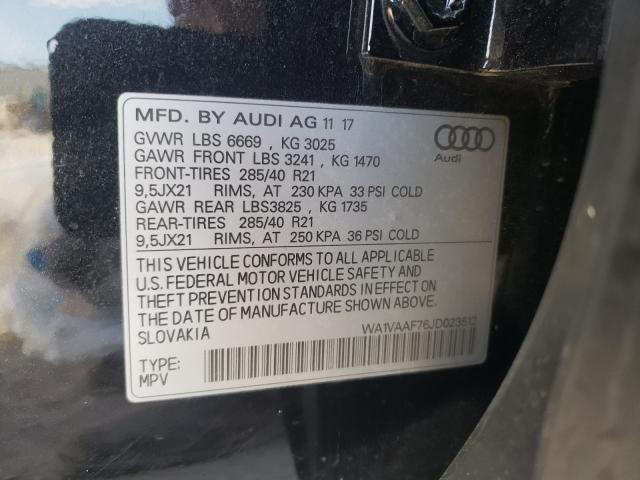 MFD. BY AUDI AG 11 17
GVWR LBS 6669 , KG 3025
GAWR FRONT LBS 3241 , KG 1470
FRONT-TIRES 285/40 R21
9,5JX21 RIMS, AT 230 KPA 33 PSI COLD
GAWR REAR LBS3825 , KG 1735
REAR-TIRES 285/40 R21
9,5JX21 RIMS, AT 250 KPA 36 PSI COLD
Audi
THIS VEHICLE CONFORMS TO ALL APPLICABLE
U.S. FEDERAL MOTOR VEHICLE SAFETY AND
THEFT PREVENTION STANDARDS IN EFFECT ON
THE DATE OF MANUFACTURE SHOWN ABOVE.
SLOVAKIA
WA1VAAF76JD023512
TYPE:
MPV